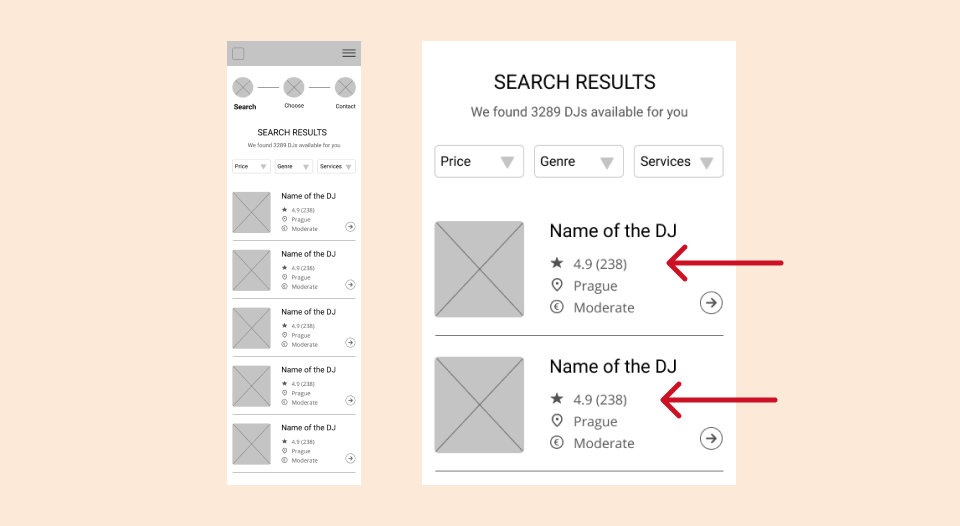 Search
Choose
Contact
SEARCH RESULTS
We found 3289 DJs available for you
Price
Genre
Services
Name of the DJ
4.9 (238)
Prague
€ Moderate
Name of the DJ
4.9 (238)
Prague
€ Moderate
Name of the DJ
4.9 (238)
Prague
€ Moderate
Name of the DJ
4.9 (238)
Prague
€ Moderate
Name of the DJ
4.9 (238)
Prague
€ Moderate
SEARCH RESULTS
We found 3289 DJs available for you
Price
Genre
Services
Name of the DJ
4.9 (238)
Prague
€ Moderate
Name of the DJ
4.9 (238)
Prague
€ Moderate